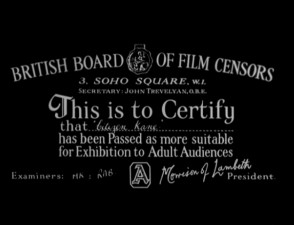 BRITISH BOARD OF FILM CENSORS
3, SOHO SQUARE, W.1.
SECRETARY: JOHN TREVELYAN, O.B.E.
This is to Certify
that "Citizen Kane"
has been Passed as more suitable
for Exhibition to Adult Audiences
A
Examiners: Morrison of Lambeth President.